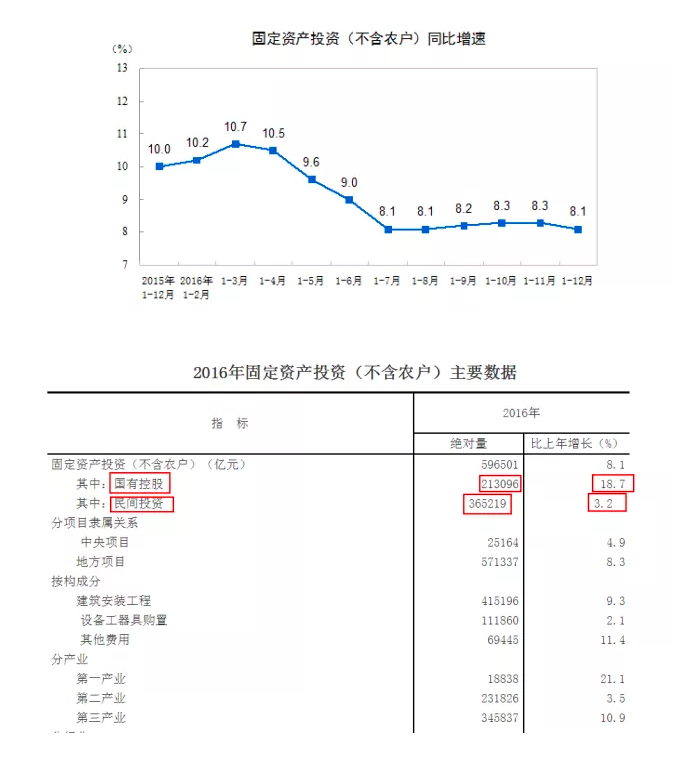 固定资产投资（不含农户）同比增速
（%）
13
12
11
10
9
8
7
10.0 10.2 10.7 10.5 9.6 9.0 8.1 8.1 8.2 8.3 8.3 8.1
2015年 2016年 1-3月 1-4月 1-5月 1-6月 1-7月 1-8月 1-9月 1-10月 1-11月 1-12月
1-12月 1-2月
2016年固定资产投资（不含农户）主要数据
指 标 2016年
绝对量 比上年增长（%）
固定资产投资（不含农户）（亿元） 596501 8.1
其中：国有控股 213096 18.7
其中：民间投资 365219 3.2
分项目隶属关系
中央项目 25164 4.9
地方项目 571337 8.3
按构成分
建筑安装工程 415196 9.3
设备工器具购置 111860 2.1
其他费用 69445 11.4
分产业
第一产业 18838 21.1
第二产业 231826 3.5
第三产业 345837 10.9